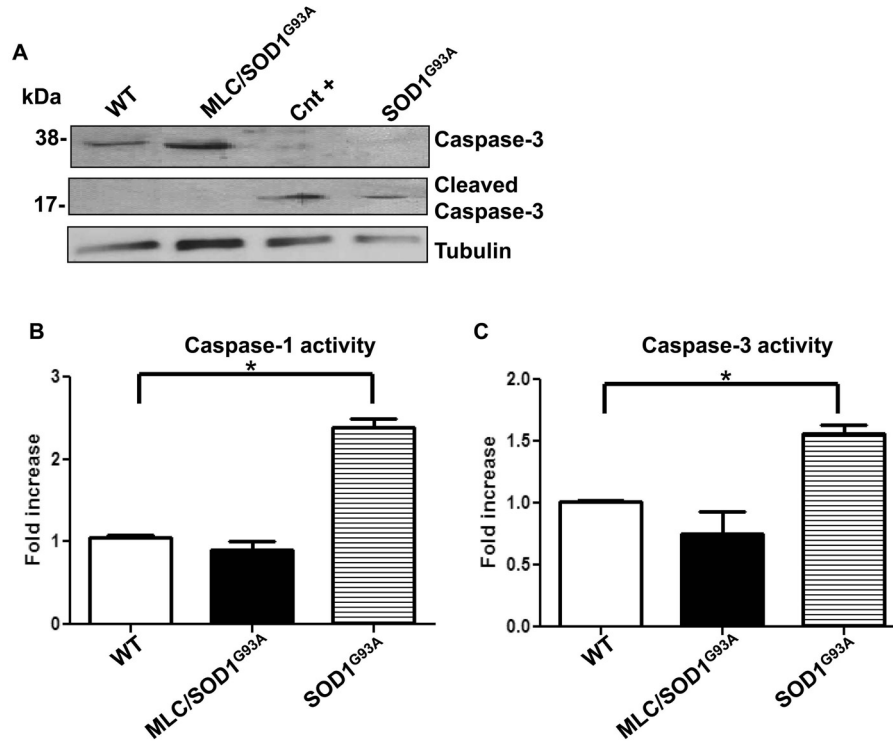 A
kDa
WT
MLC/SOD1G93A
Cnt +
SOD1G93A
38-
Caspase-3
17-
Cleaved
Caspase-3
Tubulin
B
Caspase-1 activity
*
Fold increase
3
2
1
0
WT
MLC/SOD1G93A
SOD1G93A
C
Caspase-3 activity
*
Fold increase
2.0
1.5
1.0
0.5
0.0
WT
MLC/SOD1G93A
SOD1G93A